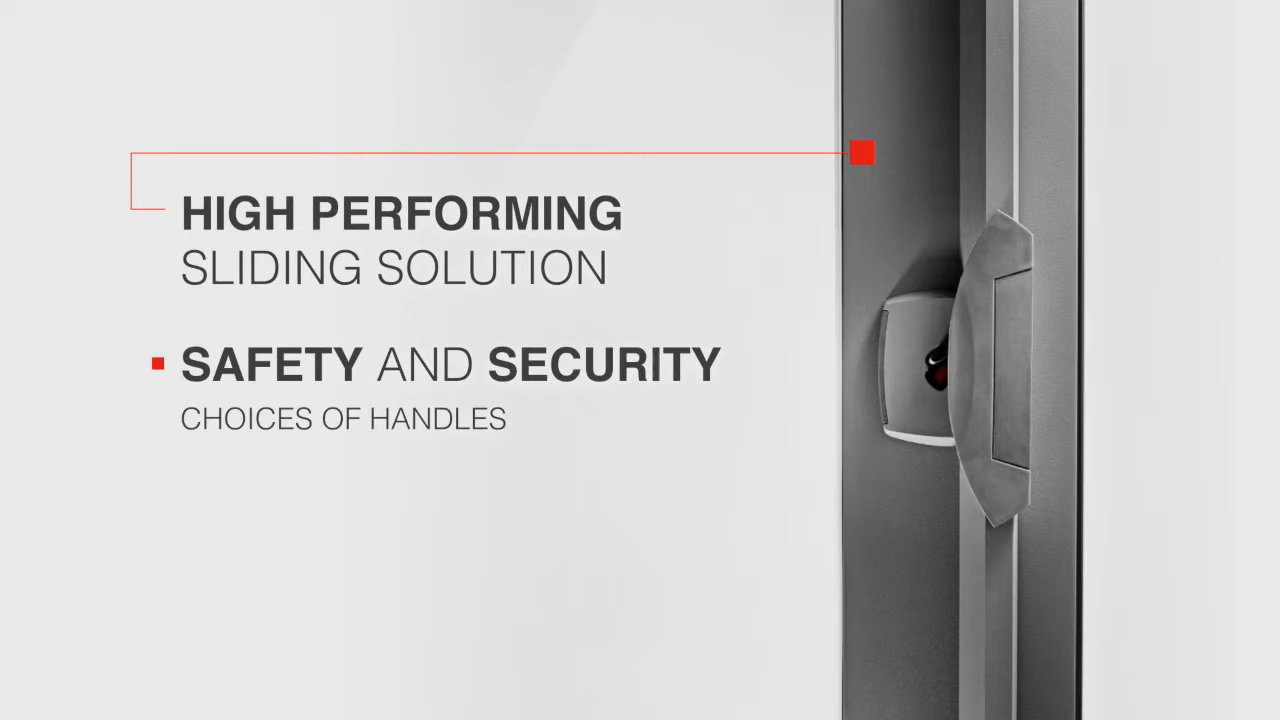 HIGH PERFORMING
SLIDING SOLUTION
SAFETY AND SECURITY
CHOICES OF HANDLES